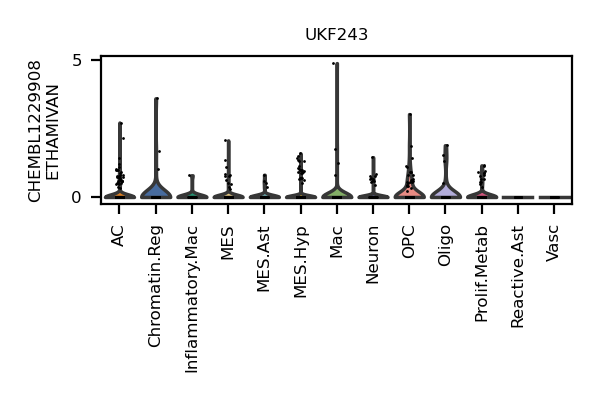 UKF243
CHEMBL1229908
ETHAMIVAN
5
0
AC
Chromatin.Reg
Inflammatory.Mac
MES
MES.Ast
MES.Hyp
Mac
Neuron
OPC
Oligo
Prolif.Metab
Reactive.Ast
Vasc